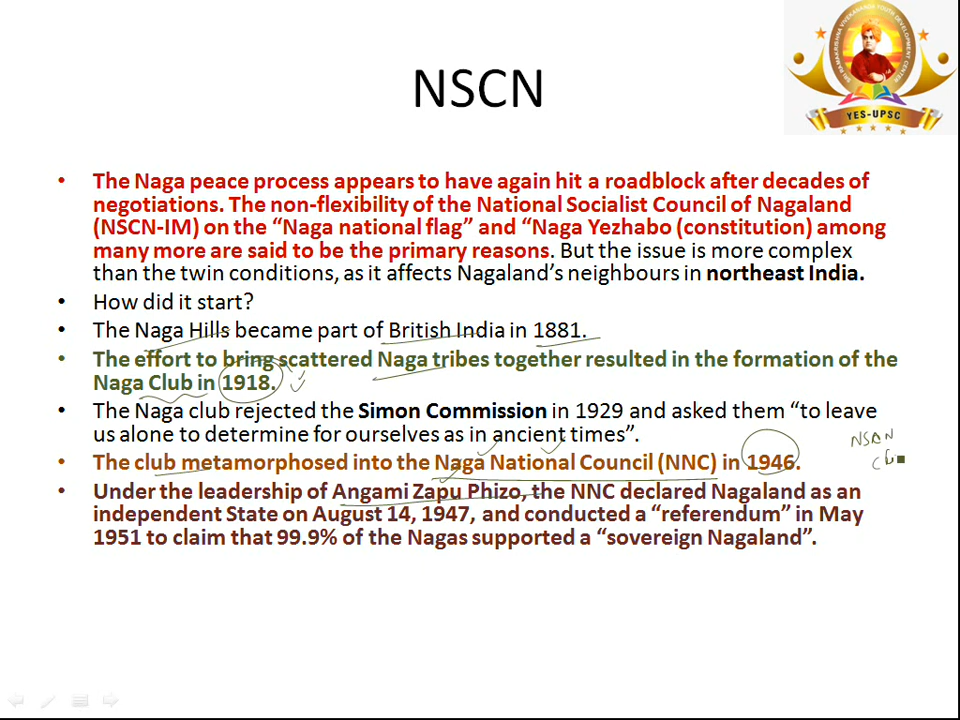 NSCN
SRI RAMAKRISHNA VIVEKANANDA YOUTH DEVELOPMENT CENTER
YES-UPSC
• The Naga peace process appears to have again hit a roadblock after decades of
negotiations. The non-flexibility of the National Socialist Council of Nagaland
(NSCN-IM) on the “Naga national flag” and “Naga Yezhabo (constitution) among
many more are said to be the primary reasons. But the issue is more complex
than the twin conditions, as it affects Nagaland’s neighbours in northeast India.
• How did it start?
• The Naga Hills became part of British India in 1881.
• The effort to bring scattered Naga tribes together resulted in the formation of the
Naga Club in 1918.
• The Naga club rejected the Simon Commission in 1929 and asked them “to leave
us alone to determine for ourselves as in ancient times”.
• The club metamorphosed into the Naga National Council (NNC) in 1946.
NSCN
• Under the leadership of Angami Zapu Phizo, the NNC declared Nagaland as an
independent State on August 14, 1947, and conducted a “referendum” in May
1951 to claim that 99.9% of the Nagas supported a “sovereign Nagaland”.